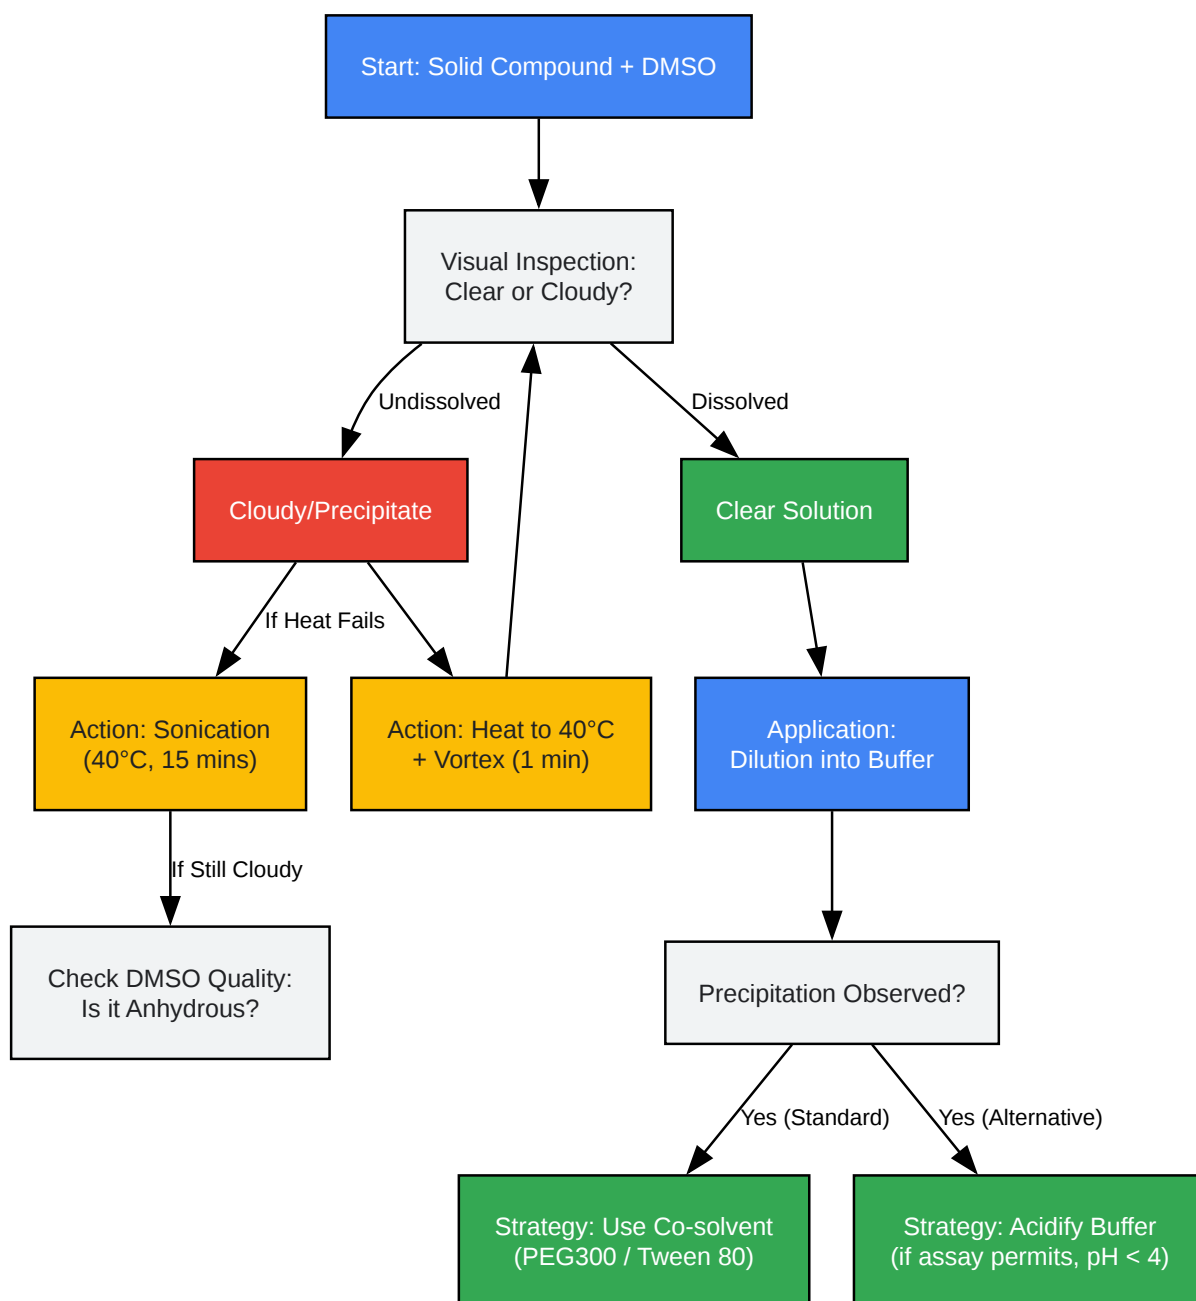 Start: Solid Compound + DMSO
Visual Inspection:
Clear or Cloudy?
Undissolved
Dissolved
Cloudy/Precipitate
Clear Solution
If Heat Fails
Action: Sonication
(40°C, 15 mins)
Action: Heat to 40°C
+ Vortex (1 min)
Application:
Dilution into Buffer
If Still Cloudy
Check DMSO Quality:
Is it Anhydrous?
Precipitation Observed?
Yes (Standard)
Yes (Alternative)
Strategy: Use Co-solvent
(PEG300 / Tween 80)
Strategy: Acidify Buffer
(if assay permits, pH < 4)